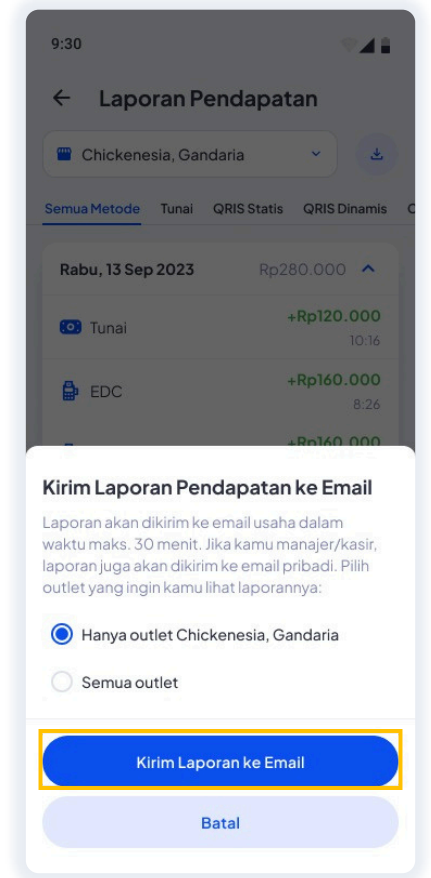 9:30
Laporan Pendapatan
Chickenesia, Gandaria
Semua Metode Tunai QRIS Statis QRIS Dinamis
Rabu, 13 Sep 2023 Rp280.000
Tunai +Rp120.000
10:16
EDC +Rp160.000
8:26
+Rp160.000
Kirim Laporan Pendapatan ke Email
Laporan akan dikirim ke email usaha dalam
waktu maks. 30 menit. Jika kamu manajer/kasir,
laporan juga akan dikirim ke email pribadi. Pilih
outlet yang ingin kamu lihat laporannya:
Hanya outlet Chickenesia, Gandaria
Semua outlet
Kirim Laporan ke Email
Batal